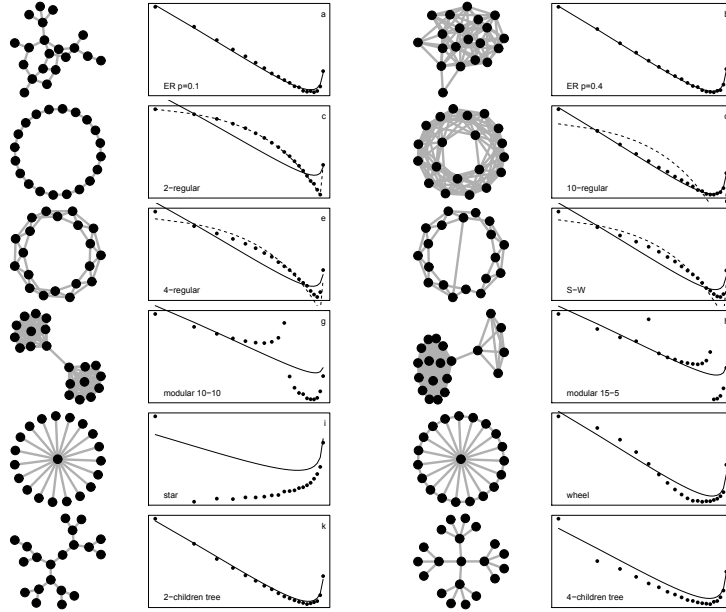 a
ER p=0.1
b
ER p=0.4
c
2−regular
d
10−regular
e
4−regular
S−W
g
modular 10−10
modular 15−5
i
star
wheel
k
2−children tree
4−children tree